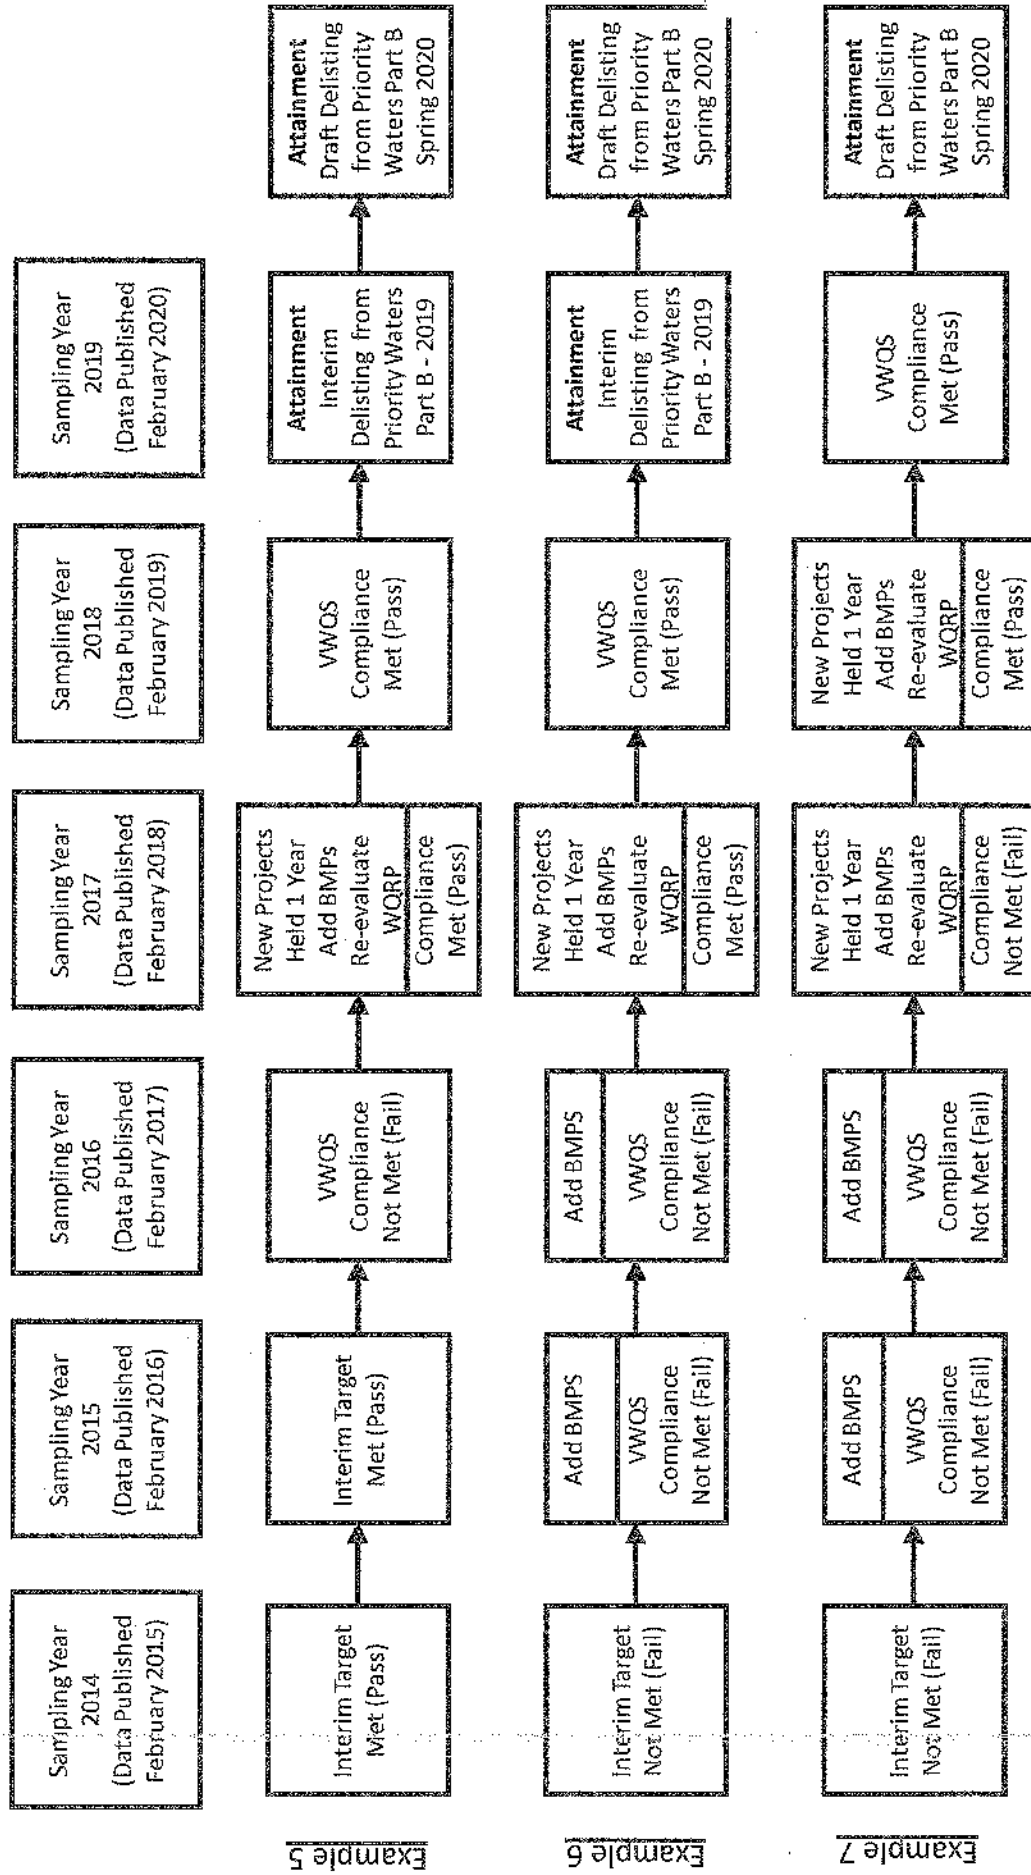 Sampling Year
2014
(Data Published
February 2015)
Sampling Year
2015
(Data Published
February 2016)
Sampling Year
2016
(Data Published
February 2017)
Sampling Year
2017
(Data Published
February 2018)
Sampling Year
2018
(Data Published
February 2019)
Sampling Year
2019
(Data Published
February 2020)
Example 5
Interim Target
Met (Pass)
Interim Target
Met (Pass)
VWQS
Compliance
Not Met (Fail)
New Projects
Held 1 Year
Add BMPs
Re-evaluate
WQRP
Compliance
Met (Pass)
VWQS
Compliance
Met (Pass)
Attainment
Interim
Delisting from
Priority Waters
Part B - 2019
Attainment
Draft Delisting
from Priority
Waters Part B
Spring 2020
Example 6
Interim Target
Not Met (Fail)
Add BMPS
VWQS
Compliance
Not Met (Fail)
Add BMPS
VWQS
Compliance
Not Met (Fail)
New Projects
Held 1 Year
Add BMPs
Re-evaluate
WQRP
Compliance
Met (Pass)
VWQS
Compliance
Met (Pass)
Attainment
Interim
Delisting from
Priority Waters
Part B - 2019
Attainment
Draft Delisting
from Priority
Waters Part B
Spring 2020
Example 7
Interim Target
Not Met (Fail)
Add BMPS
VWQS
Compliance
Not Met (Fail)
Add BMPS
VWQS
Compliance
Not Met (Fail)
New Projects
Held 1 Year
Add BMPs
Re-evaluate
WQRP
Compliance
Not Met (Fail)
New Projects
Held 1 Year
Add BMPs
Re-evaluate
WQRP
Compliance
Met (Pass)
VWQS
Compliance
Met (Pass)
Attainment
Draft Delisting
from Priority
Waters Part B
Spring 2020